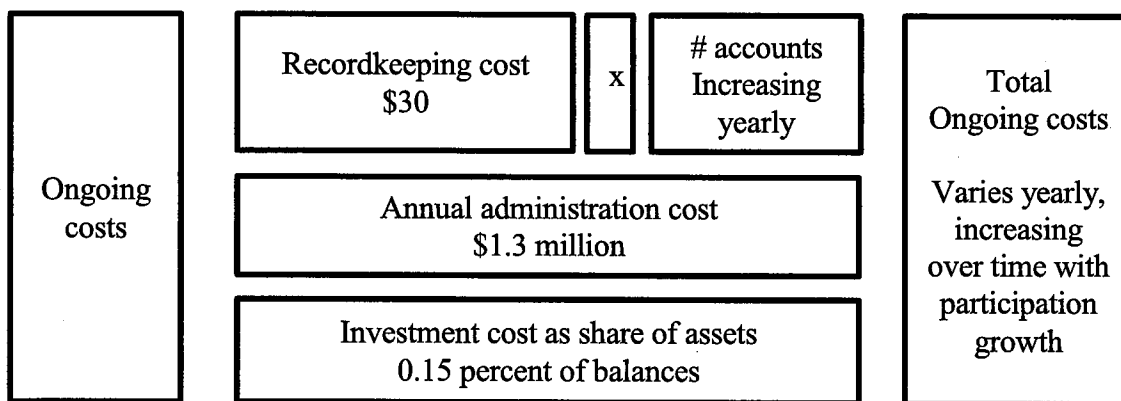 Ongoing
costs
Recordkeeping cost
$30
x
# accounts
Increasing
yearly
Annual administration cost
$1.3 million
Investment cost as share of assets
0.15 percent of balances
Total
Ongoing costs
Varies yearly,
increasing
over time with
participation
growth